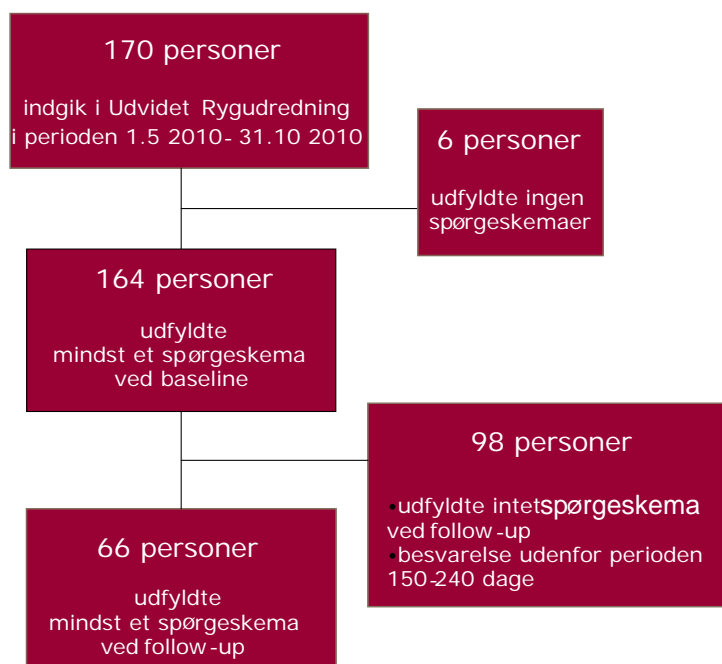 170 personer
indgik i Udvidet Rygudredning
i perioden 1.5 2010- 31.10 2010
6 personer
udfyldte ingen
spørgeskemaer
164 personer
udfyldte
mindst et spørgeskema
ved baseline
98 personer
•udfyldte intetspørgeskema
ved follow-up
•besvarelse udenfor perioden
150-240 dage
66 personer
udfyldte
mindst et spørgeskema
ved follow-up